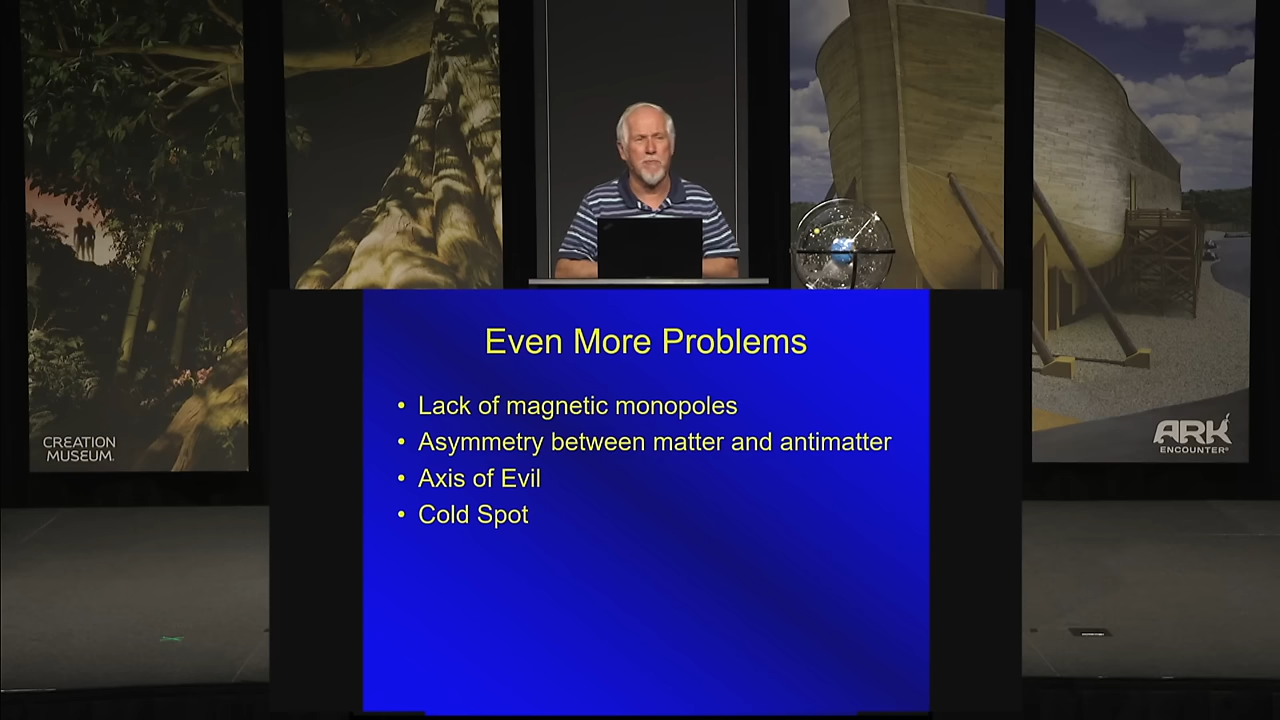 Even More Problems
• Lack of magnetic monopoles
• Asymmetry between matter and antimatter
• Axis of Evil
• Cold Spot
CREATION
MUSEUM.
ARK
ENCOUNTER®